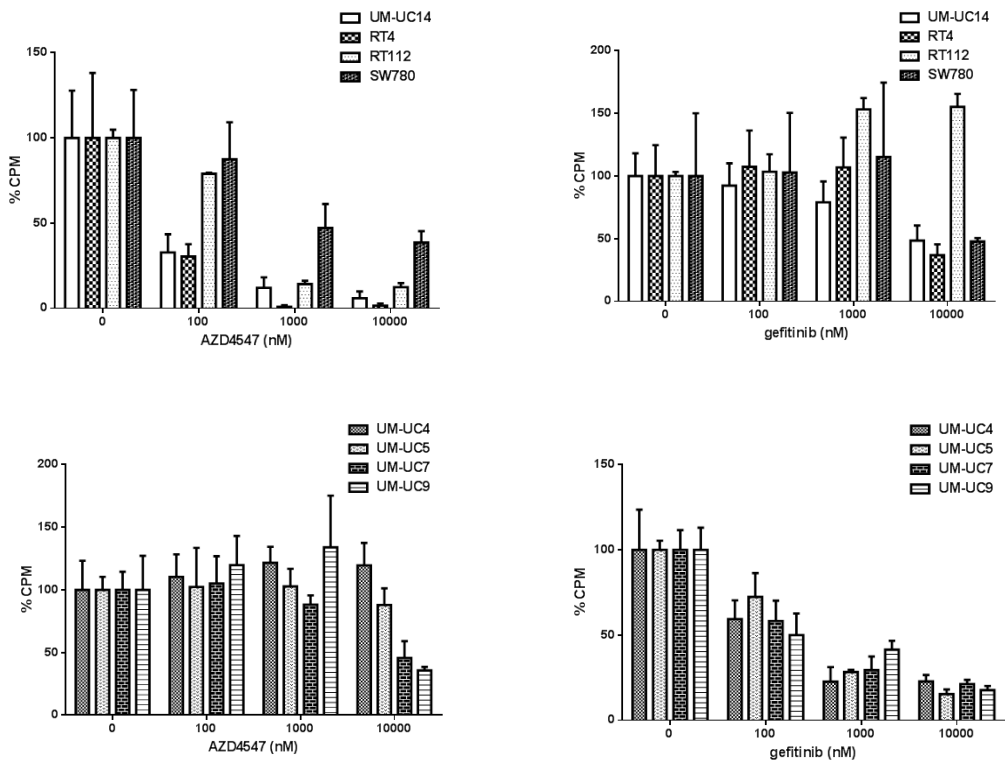 UM-UC14
RT4
RT112
SW780
150
100
50
0
% CPM
0 100 1000 10000
AZD4547 (nM)
UM-UC14
RT4
RT112
SW780
200
150
100
50
0
% CPM
0 100 1000 10000
gefitinib (nM)
UM-UC4
UM-UC5
UM-UC7
UM-UC9
200
150
100
50
0
% CPM
0 100 1000 10000
AZD4547 (nM)
UM-UC4
UM-UC5
UM-UC7
UM-UC9
150
100
50
0
% CPM
0 100 1000 10000
gefitinib (nM)